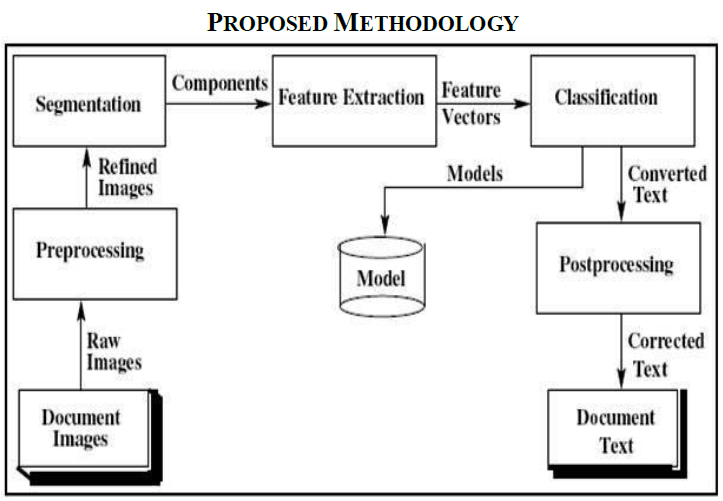 PROPOSED METHODOLOGY
Segmentation
Components
Feature Extraction
Feature
Vectors
Classification
Refined
Images
Models
Converted
Text
Preprocessing
Model
Postprocessing
Raw
Images
Corrected
Text
Document
Images
Document
Text